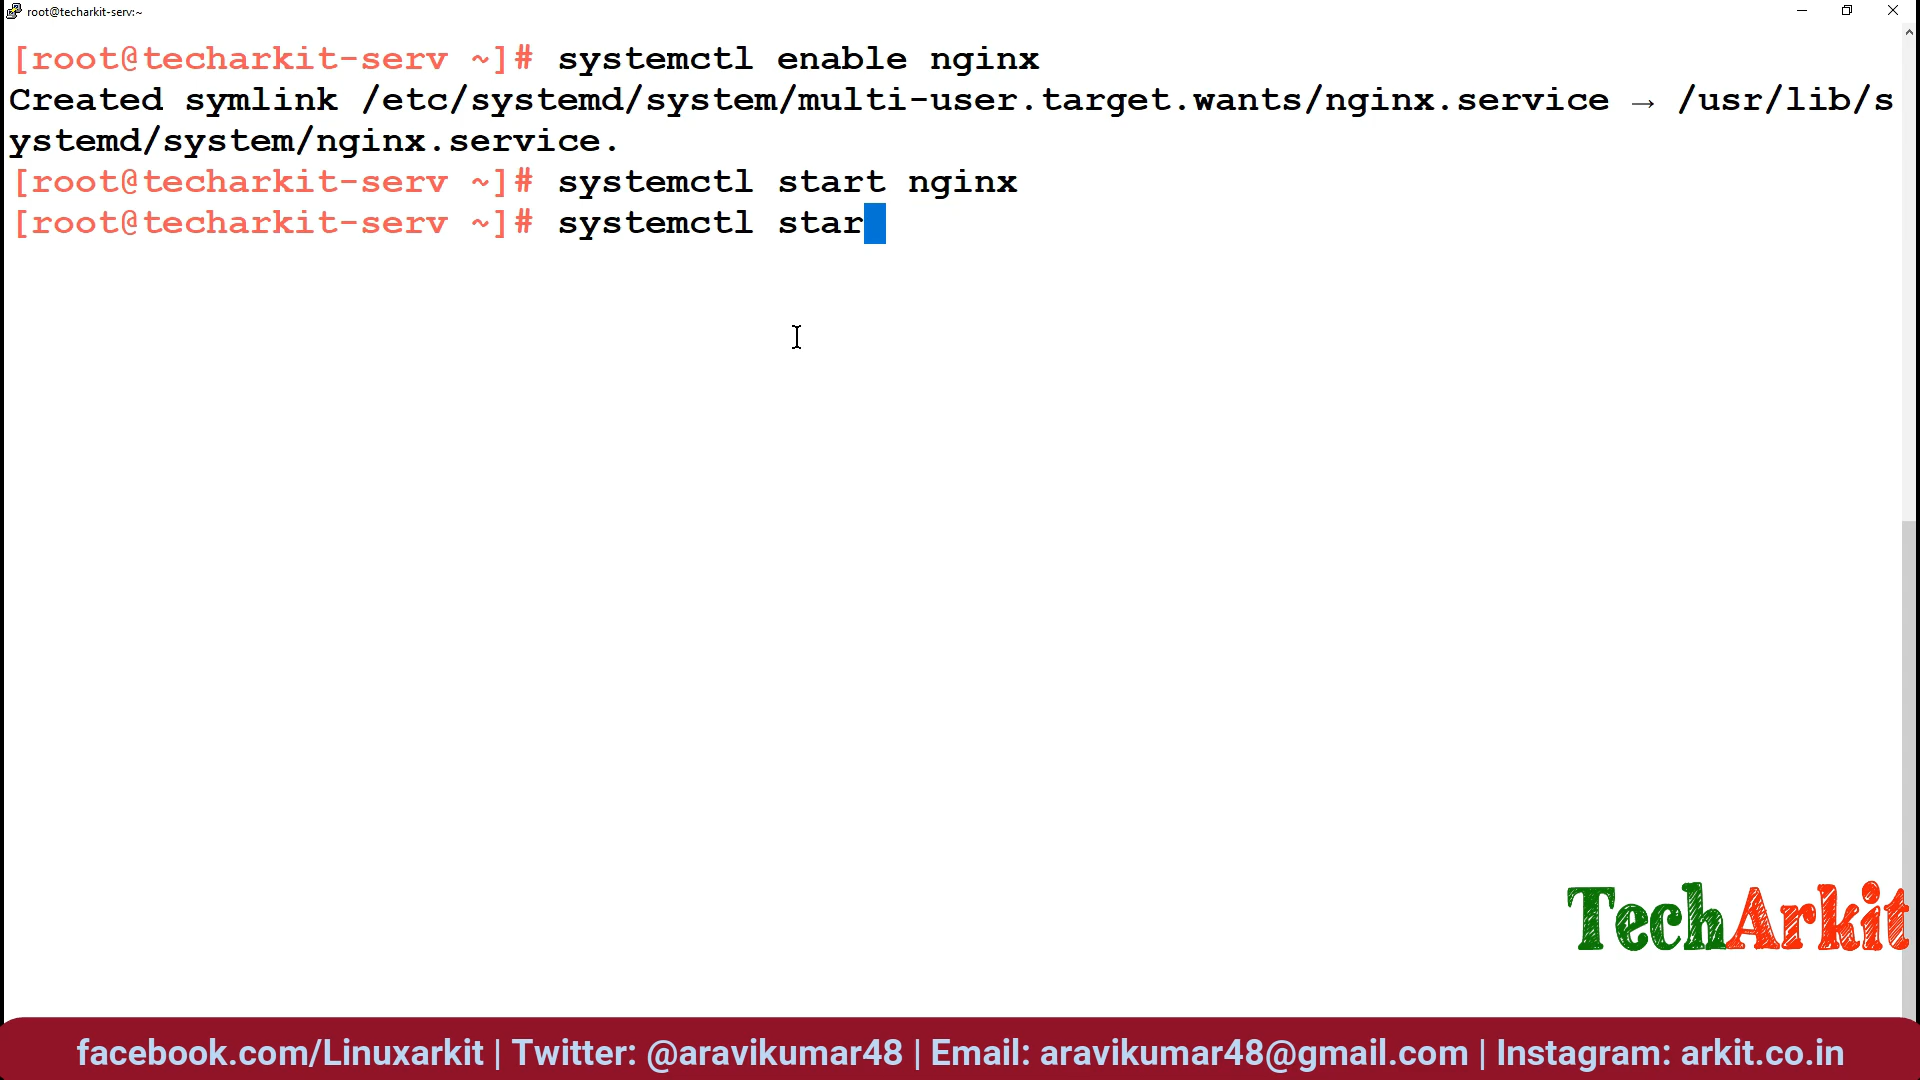 root@techarkit-serv:~
[root@techarkit-serv ~]# systemctl enable nginx
Created symlink /etc/systemd/system/multi-user.target.wants/nginx.service → /usr/lib/s
ystemd/system/nginx.service.
[root@techarkit-serv ~]# systemctl start nginx
[root@techarkit-serv ~]# systemctl star
TechArkit
facebook.com/Linuxarkit | Twitter: @aravikumar48 | Email: aravikumar48@gmail.com | Instagram: arkit.co.in